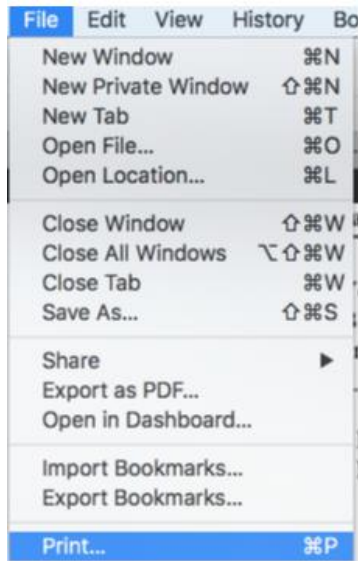 File Edit View History Bo
New Window ⌘N
New Private Window ⇧⌘N
New Tab ⌘T
Open File... ⌘O
Open Location... ⌘L
Close Window ⇧⌘W
Close All Windows ⌥⇧⌘W
Close Tab ⌘W
Save As... ⇧⌘S
Share ▶
Export as PDF...
Open in Dashboard...
Import Bookmarks...
Export Bookmarks...
Print... ⌘P